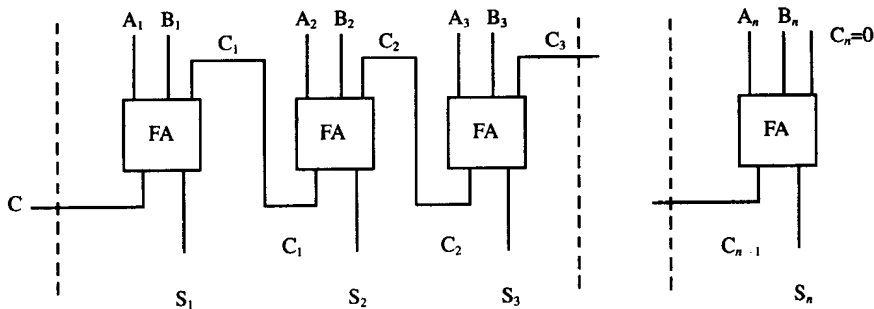 A₁ B₁ C₁ A₂ B₂ C₂ A₃ B₃ C₃ Aₙ Bₙ Cₙ=0
FA FA FA FA
C
C₁ C₂ Cₙ₋₁
S₁ S₂ S₃ Sₙ